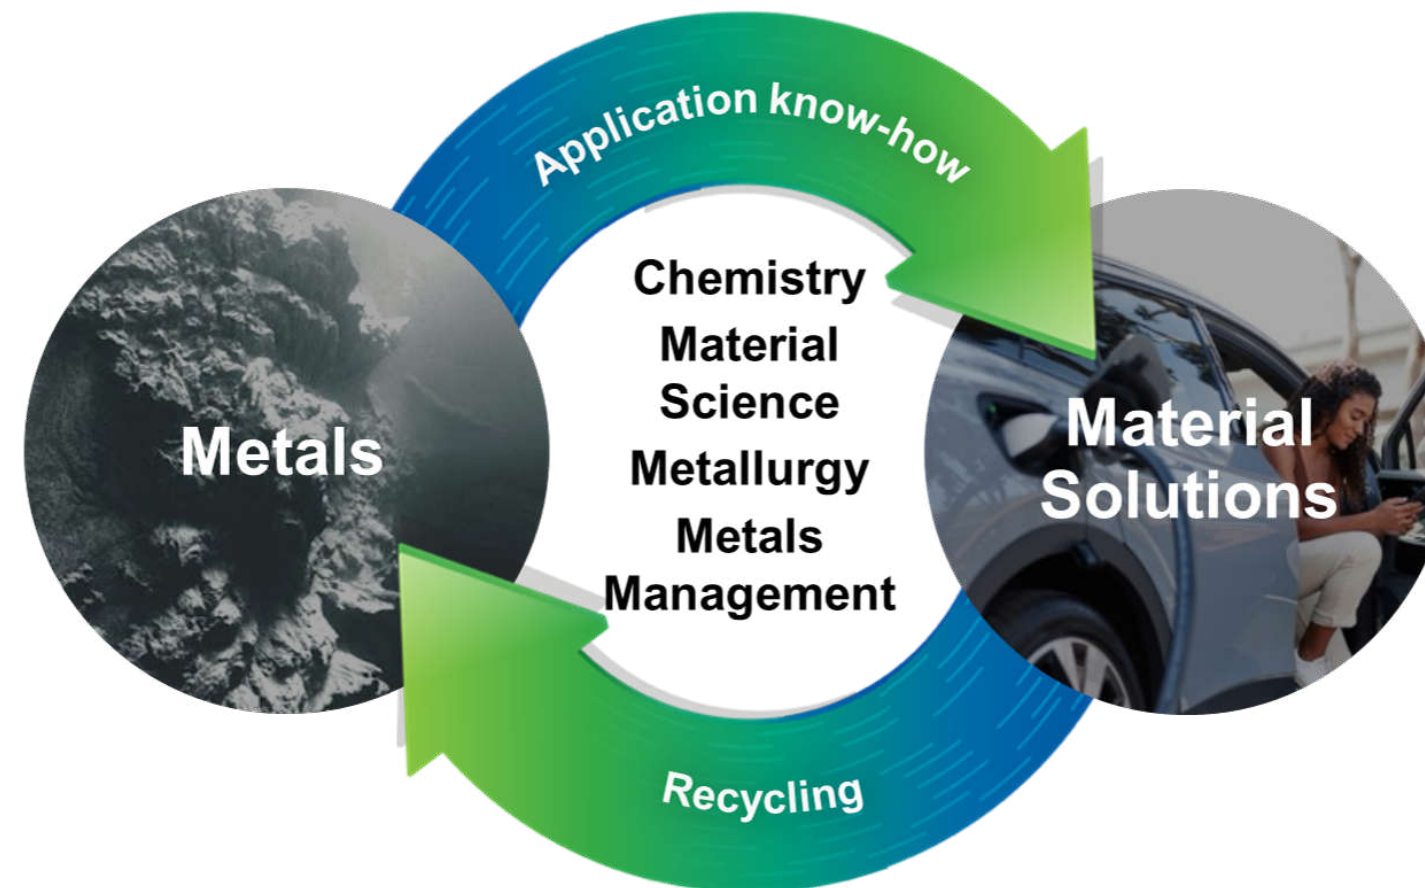 Application know-how
Chemistry
Material
Science
Metallurgy
Metals
Management
Metals
Material
Solutions
Recycling